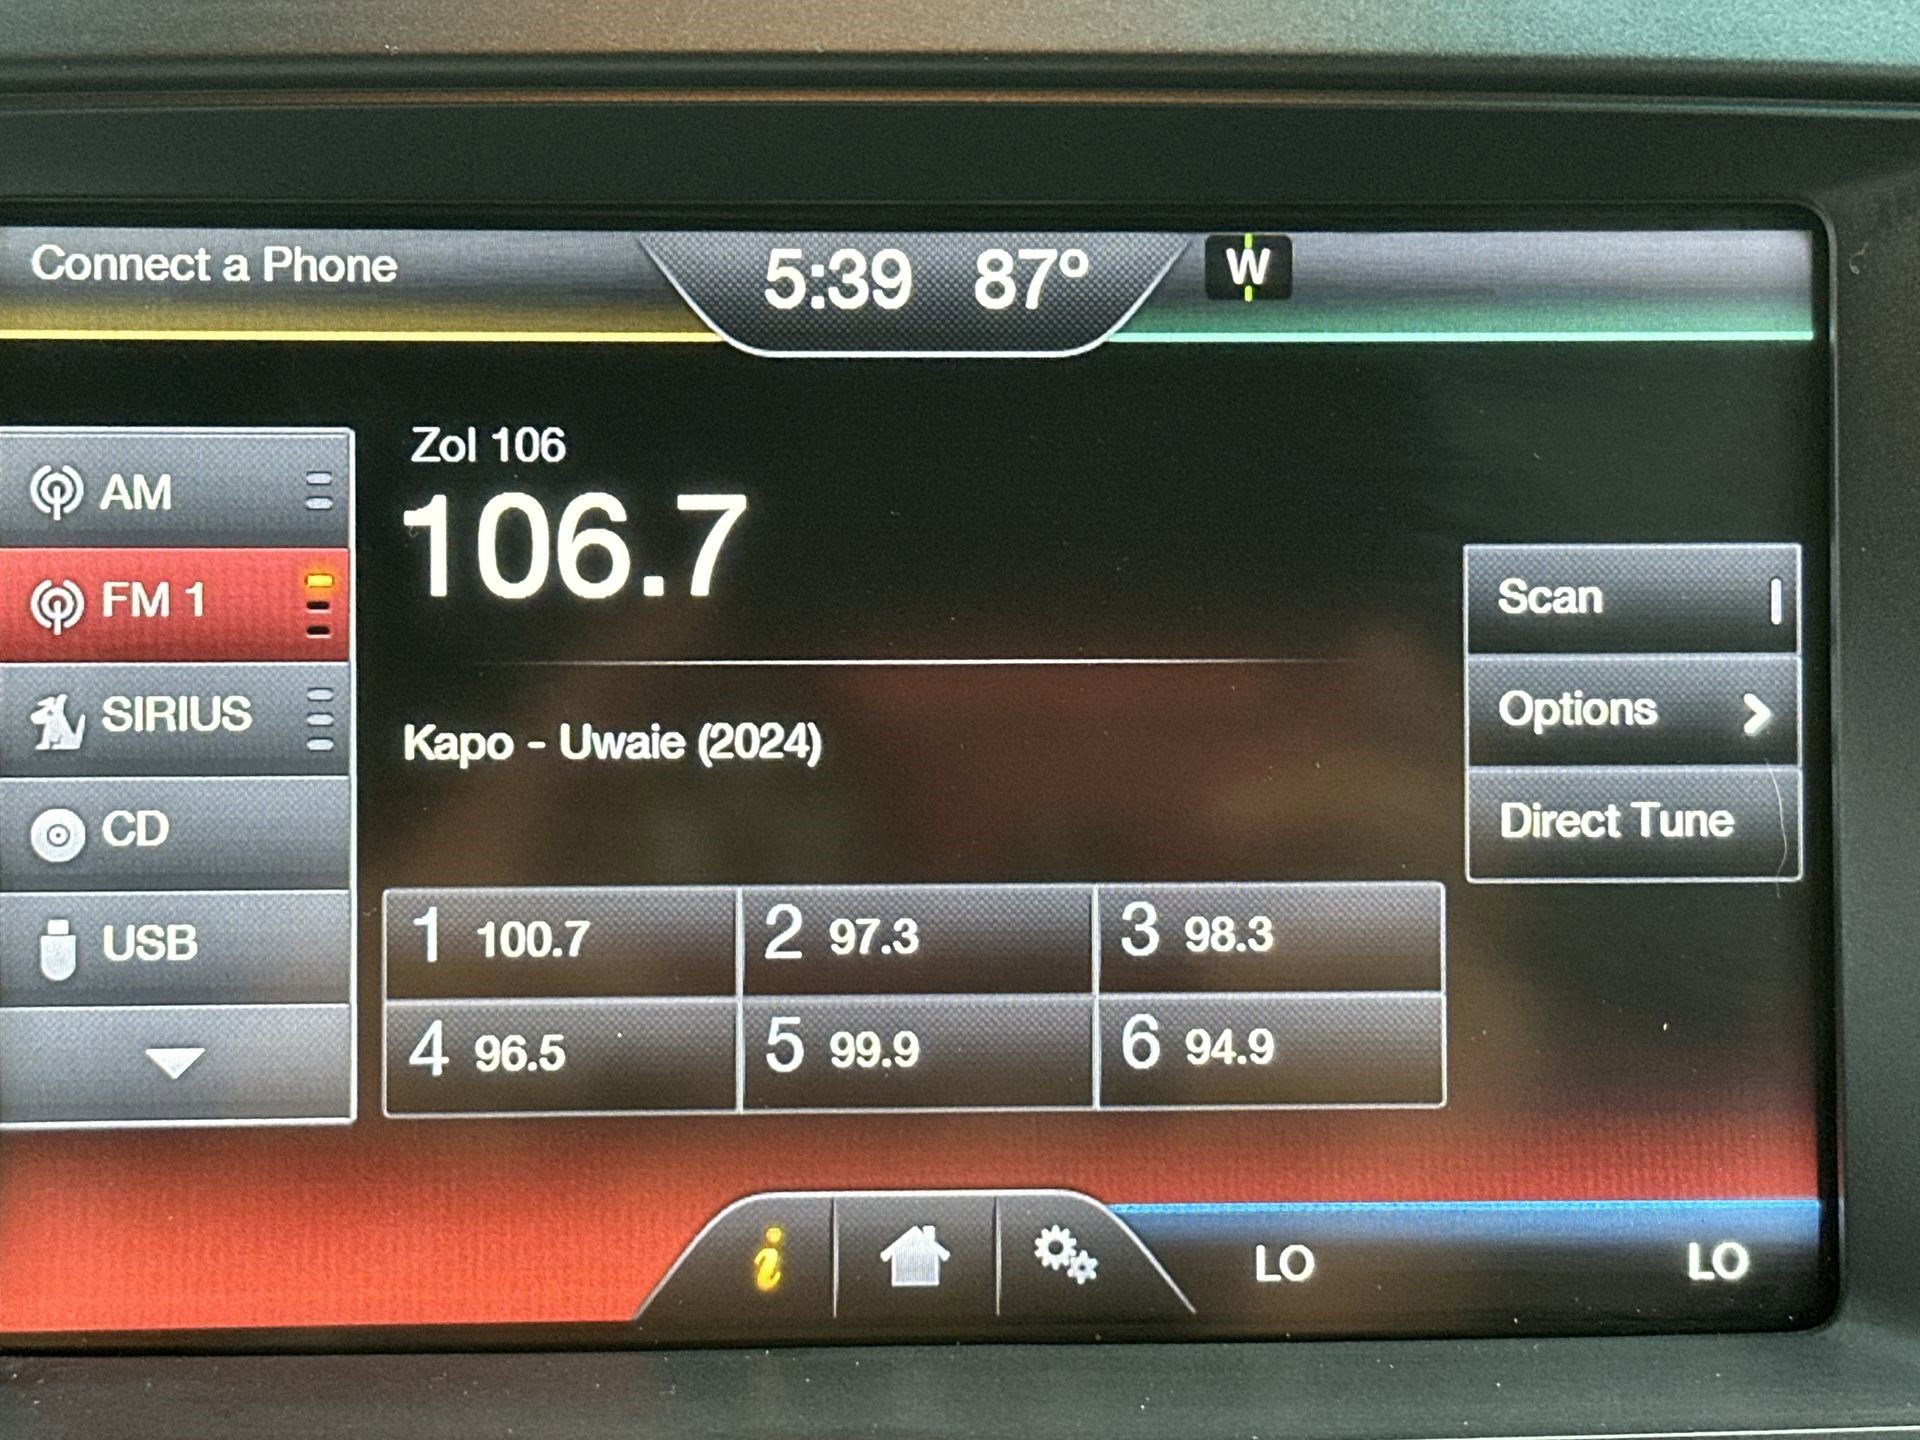 Connect a Phone
5:39 87° W
Zol 106
106.7
Kapo - Uwaie (2024)
AM
FM 1
SIRIUS
CD
USB
Scan
Options
Direct Tune
1 100.7
2 97.3
3 98.3
4 96.5
5 99.9
6 94.9
i
LO LO